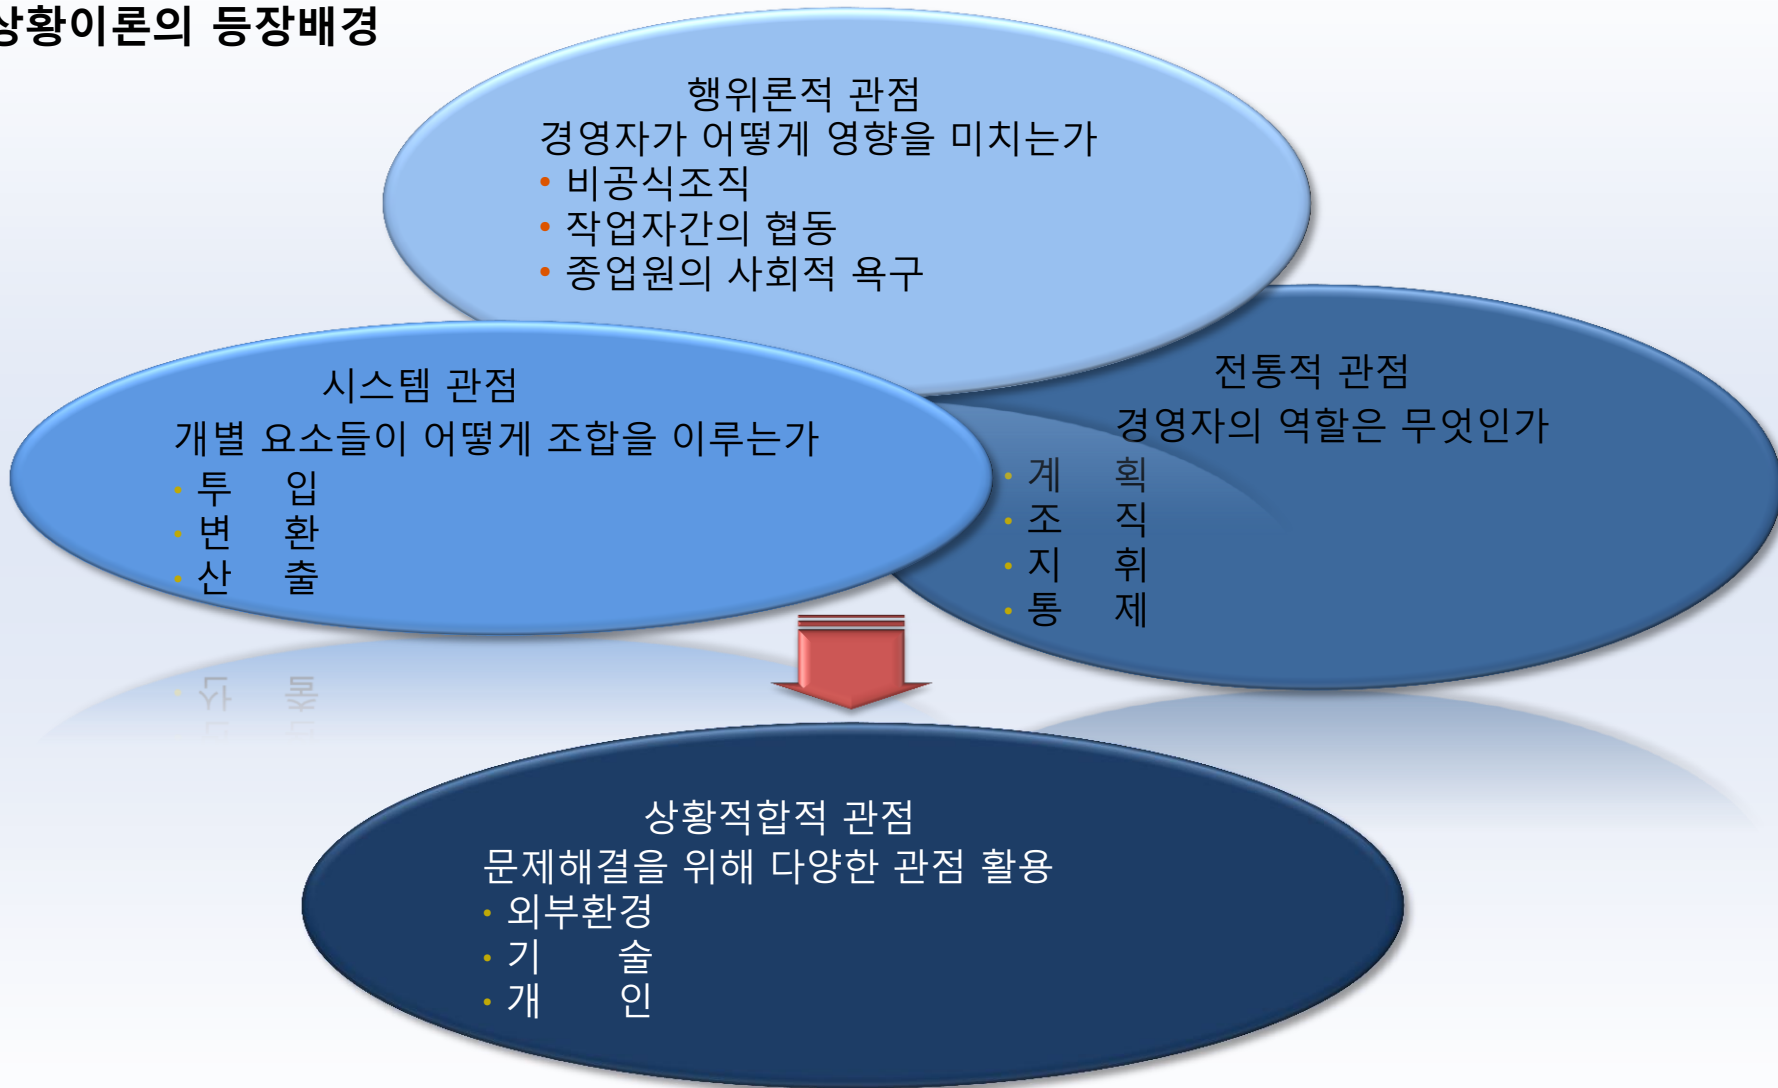 상황이론의 등장배경
행위론적 관점
경영자가 어떻게 영향을 미치는가
• 비공식조직
• 작업자간의 협동
• 종업원의 사회적 욕구
시스템 관점
개별 요소들이 어떻게 조합을 이루는가
• 투 입
• 변 환
• 산 출
전통적 관점
경영자의 역할은 무엇인가
• 계 획
• 조 직
• 지 휘
• 통 제
상황적합적 관점
문제해결을 위해 다양한 관점 활용
• 외부환경
• 기 술
• 개 인